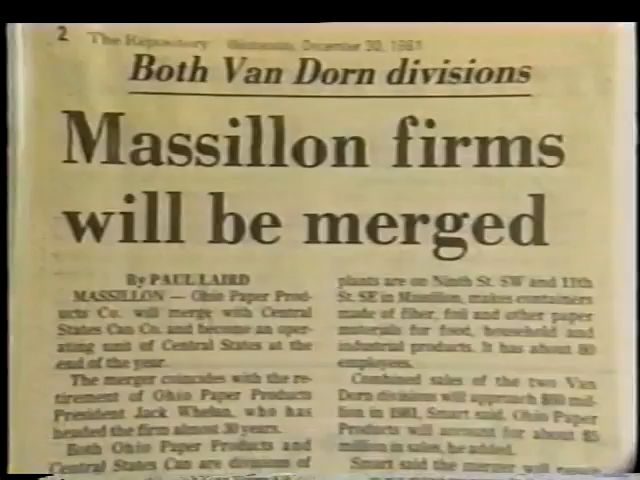 2 The Repository Wednesday, December 30, 1981
Both Van Dorn divisions
Massillon firms
will be merged
By PAUL LAIRD
MASSILLON — Ohio Paper Prod-
ucts Co. will merge with Central
States Can Co. and become an oper-
ating unit of Central States at the
end of the year.
The merger coincides with the re-
tirement of Ohio Paper Products
President Jack Whelan, who has
headed the firm almost 30 years.
Both Ohio Paper Products and
Central States Can are divisions of
plants are on Ninth St. SW and 11th
St. SE in Massillon, makes containers
made of fiber, foil and other paper
materials for food, household and
industrial products. It has about 80
employees.
Combined sales of the two Van
Dorn divisions will approach mil-
lion in 1981, Smart said. Ohio Paper
Products will account for about $5
million in sales, he added.
Smart said the merger will